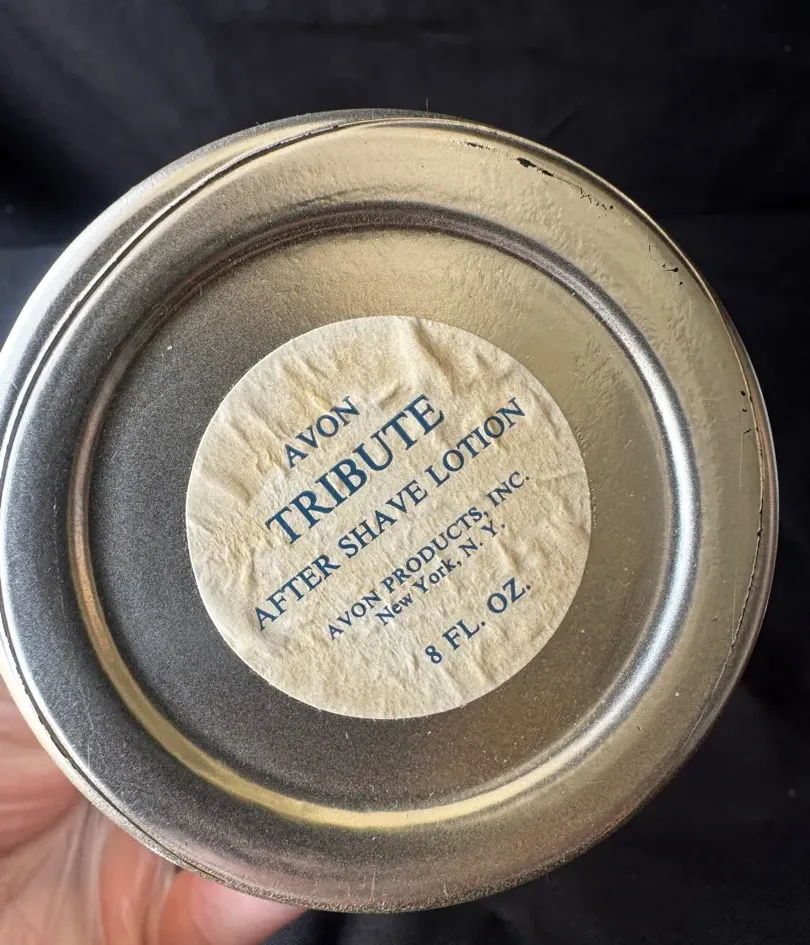 AVON
TRIBUTE
AFTER SHAVE LOTION
AVON PRODUCTS, INC.
New York, N. Y.
8 FL. OZ.